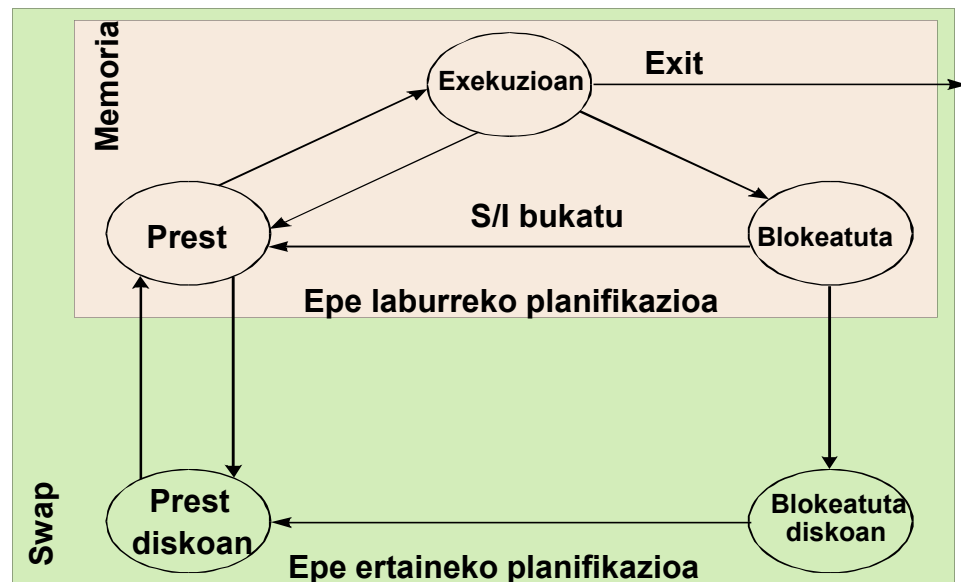 Memoria
Exekuzioan
Exit
Prest
S/I bukatu
Blokeatuta
Epe laburreko planifikazioa
Swap
Prest
diskoan
Blokeatuta
diskoan
Epe ertaineko planifikazioa